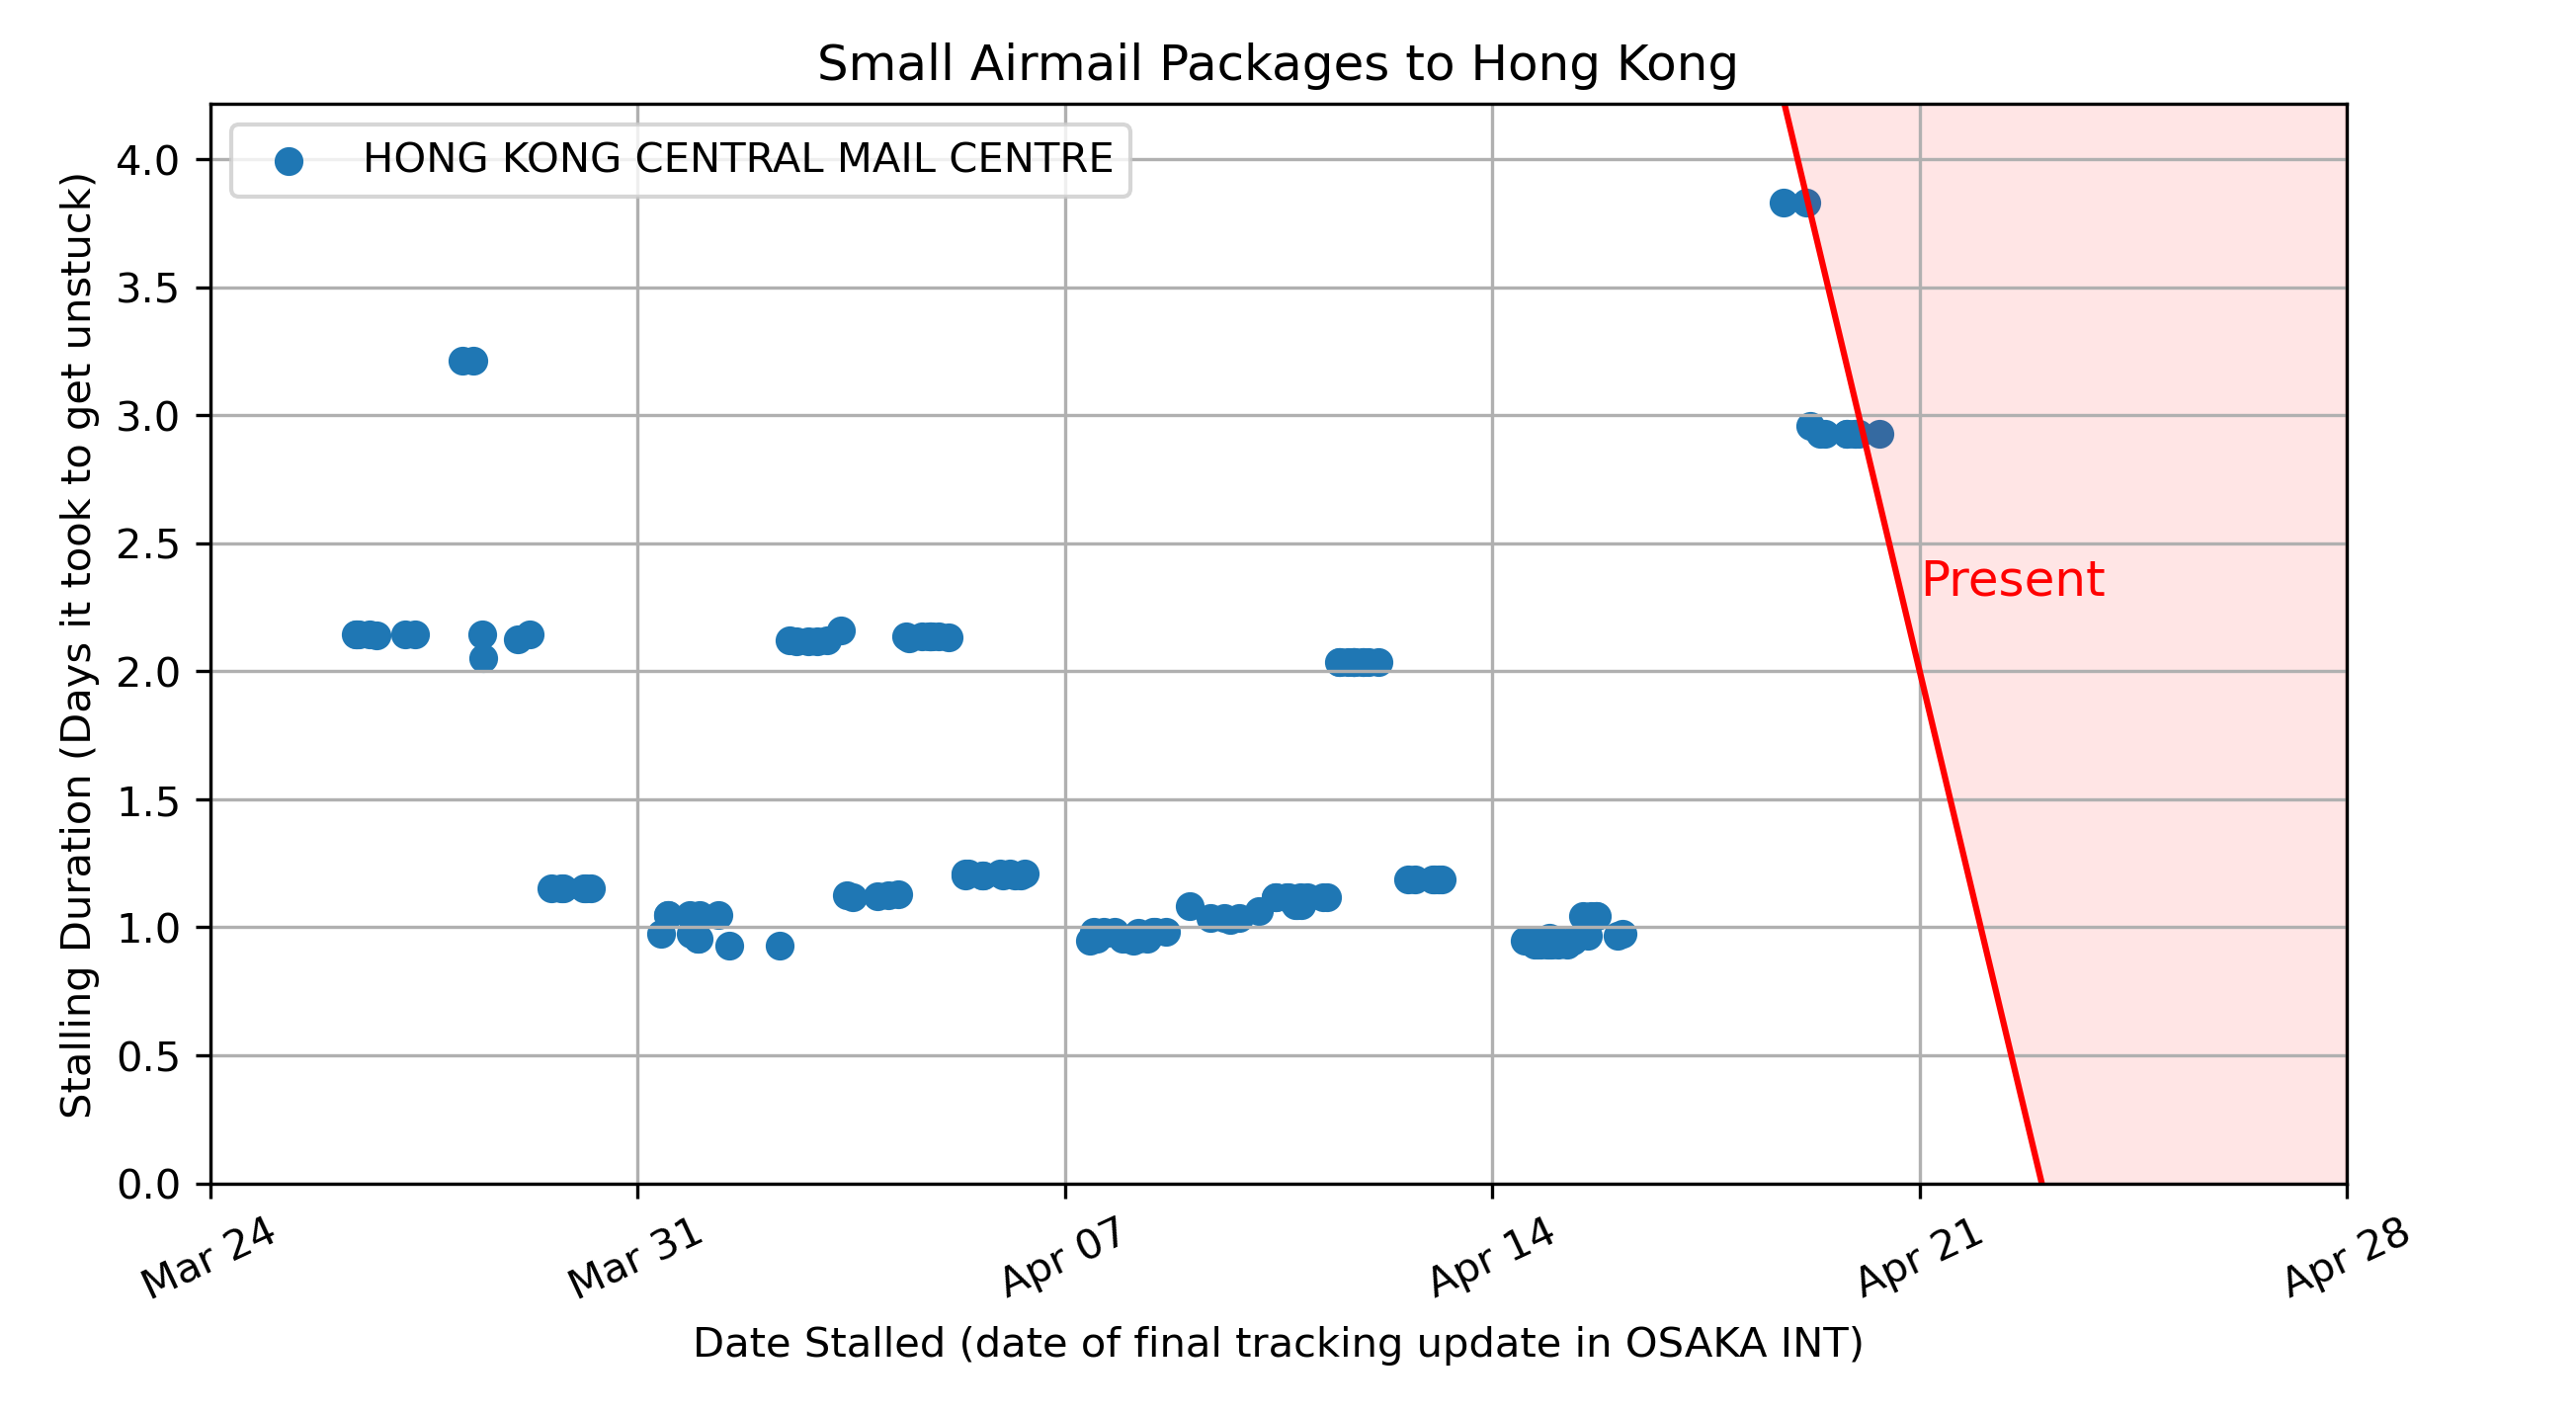 Small Airmail Packages to Hong Kong
HONG KONG CENTRAL MAIL CENTRE
Stalling Duration (Days it took to get unstuck)
4.0
3.5
3.0
2.5
2.0
1.5
1.0
0.5
0.0
Present
Mar 24
Mar 31
Apr 07
Apr 14
Apr 21
Apr 28
Date Stalled (date of final tracking update in OSAKA INT)